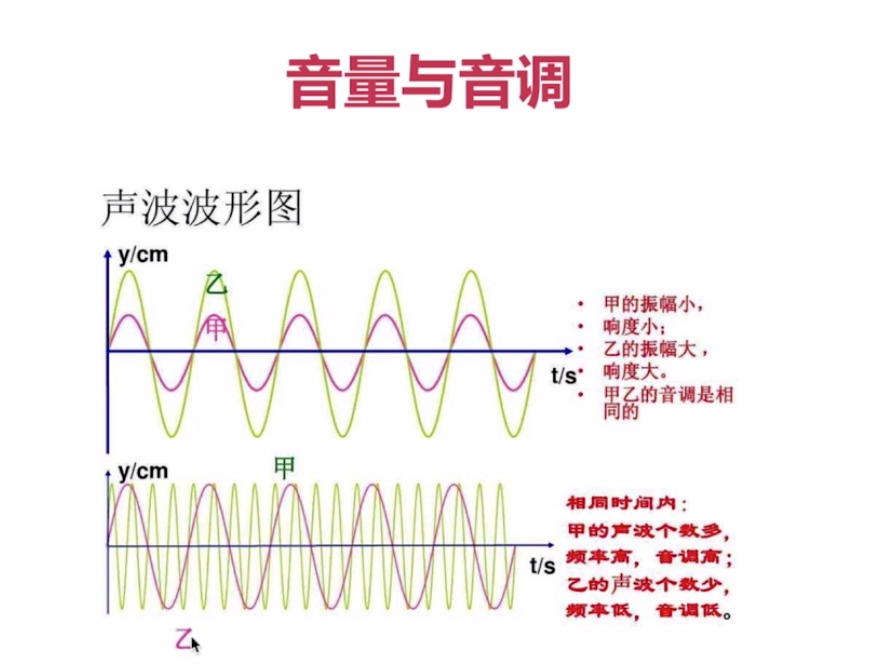 音量与音调
声波波形图
y/cm
乙
甲
t/s
• 甲的振幅小，
• 响度小；
• 乙的振幅大，
• 响度大。
• 甲乙的音调是相
同的
y/cm
甲
t/s
乙
相同时间内：
甲的声波个数多，
频率高，音调高；
乙的声波个数少，
频率低，音调低。